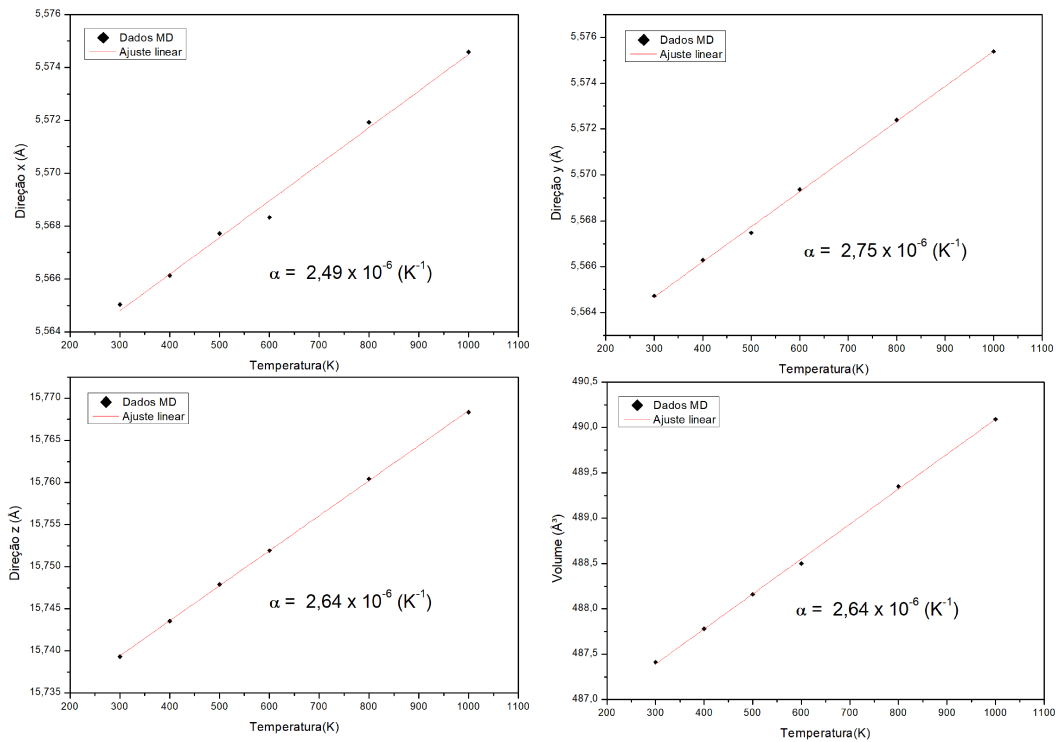 5,576
5,574
5,572
5,570
5,568
5,566
5,564
Direção x (Å)
Dados MD
Ajuste linear
α = 2,49 x 10⁻⁶ (K⁻¹)
200 300 400 500 600 700 800 900 1000 1100
Temperatura(K)
5,576
5,574
5,572
5,570
5,568
5,566
5,564
Direção y (Å)
Dados MD
Ajuste linear
α = 2,75 x 10⁻⁶ (K⁻¹)
200 300 400 500 600 700 800 900 1000 1100
Temperatura(K)
15,770
15,765
15,760
15,755
15,750
15,745
15,740
15,735
Direção z (Å)
Dados MD
Ajuste linear
α = 2,64 x 10⁻⁶ (K⁻¹)
200 300 400 500 600 700 800 900 1000 1100
Temperatura(K)
490,5
490,0
489,5
489,0
488,5
488,0
487,5
487,0
Volume (Å³)
Dados MD
Ajuste linear
α = 2,64 x 10⁻⁶ (K⁻¹)
200 300 400 500 600 700 800 900 1000 1100
Temperatura(K)